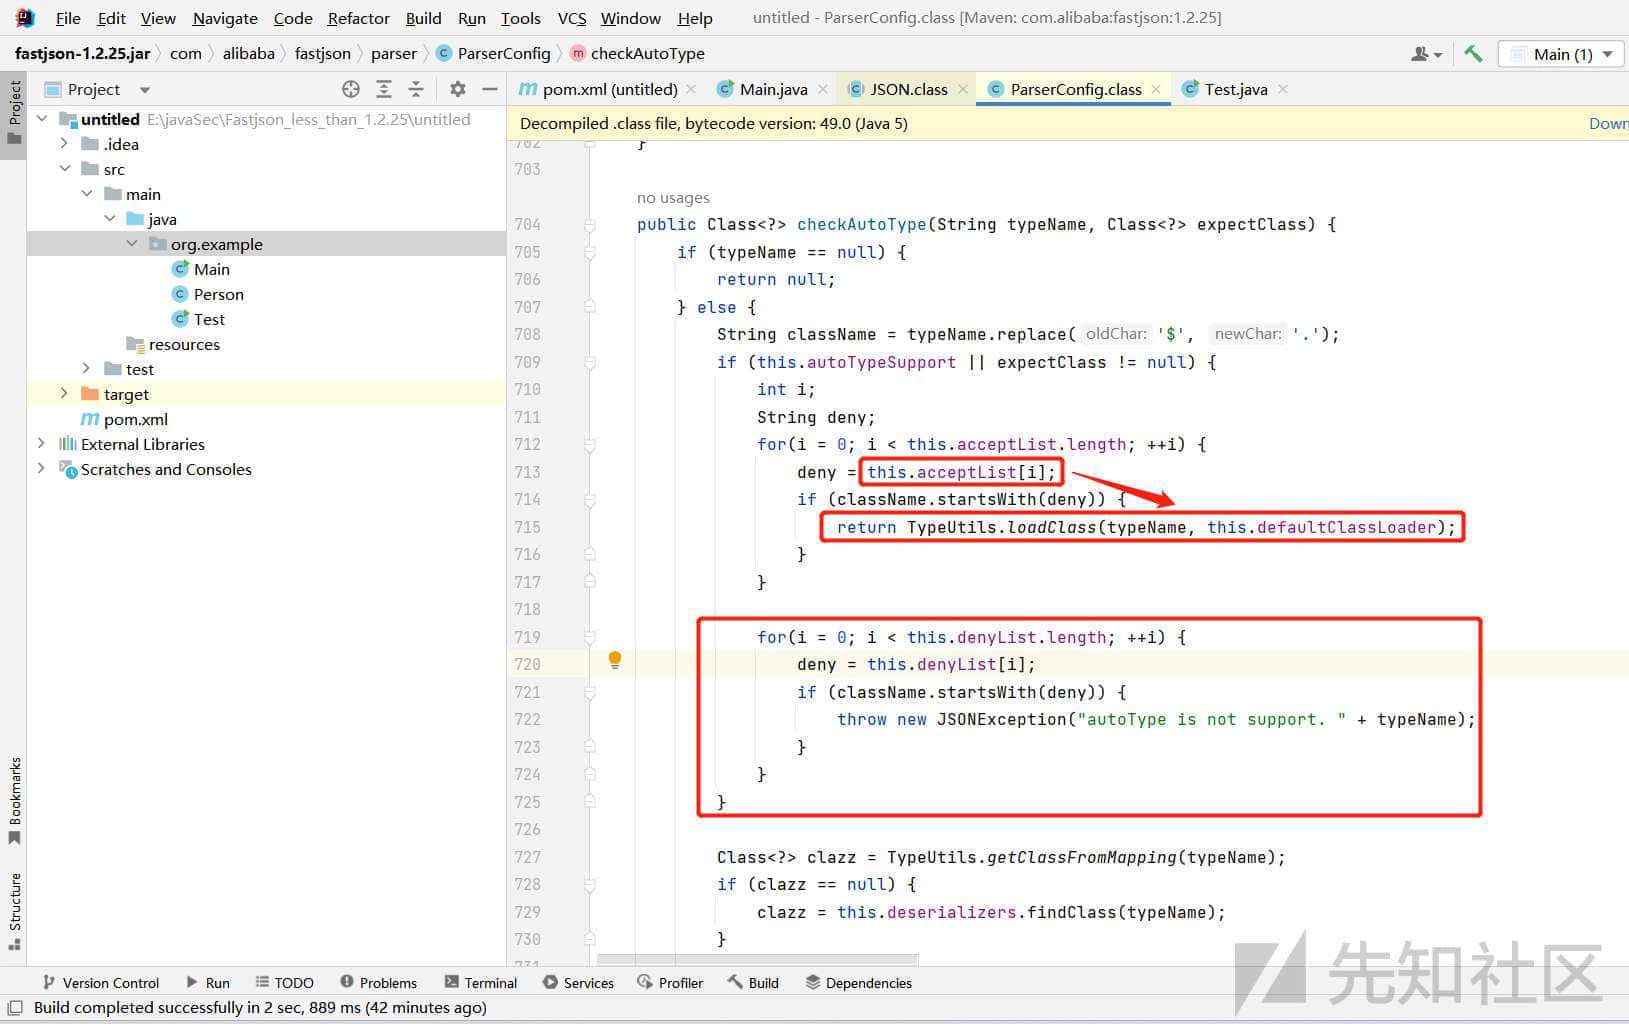 File Edit View Navigate Code Refactor Build Run Tools VCS Window Help untitled - ParserConfig.class [Maven: com.alibaba:fastjson:1.2.25]
fastjson-1.2.25.jar com alibaba fastjson parser ParserConfig checkAutoType Main (1)
Project
Project
pom.xml (untitled) Main.java JSON.class ParserConfig.class Test.java
Decompiled .class file, bytecode version: 49.0 (Java 5) Down
untitled E:\javaSec\Fastjson_less_than_1.2.25\untitled
.idea
src
main
java
org.example
Main
Person
Test
resources
test
target
pom.xml
External Libraries
Scratches and Consoles
702 }
703
no usages
704 public Class<?> checkAutoType(String typeName, Class<?> expectClass) {
705 if (typeName == null) {
706 return null;
707 } else {
708 String className = typeName.replace( oldChar: '$', newChar: '.');
709 if (this.autoTypeSupport || expectClass != null) {
710 int i;
711 String deny;
712 for(i = 0; i < this.acceptList.length; ++i) {
713 deny = this.acceptList[i];
714 if (className.startsWith(deny)) {
715 return TypeUtils.loadClass(typeName, this.defaultClassLoader);
716 }
717 }
718
719 for(i = 0; i < this.denyList.length; ++i) {
720 deny = this.denyList[i];
721 if (className.startsWith(deny)) {
722 throw new JSONException("autoType is not support. " + typeName);
723 }
724 }
725 }
726
727 Class<?> clazz = TypeUtils.getClassFromMapping(typeName);
728 if (clazz == null) {
729 clazz = this.deserializers.findClass(typeName);
730 }
Bookmarks
Structure
先知社区
Version Control Run TODO Problems Terminal Services Profiler Build Dependencies
Build completed successfully in 2 sec, 889 ms (42 minutes ago)